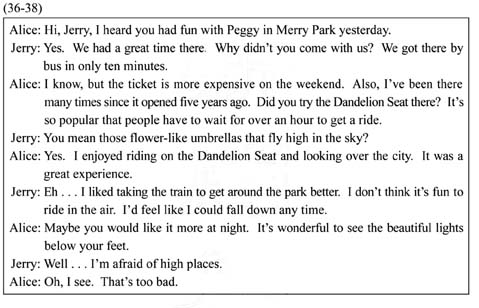 (36-38)
Alice: Hi, Jerry, I heard you had fun with Peggy in Merry Park yesterday.
Jerry: Yes. We had a great time there. Why didn't you come with us? We got there by
bus in only ten minutes.
Alice: I know, but the ticket is more expensive on the weekend. Also, I've been there
many times since it opened five years ago. Did you try the Dandelion Seat there? It's
so popular that people have to wait for over an hour to get a ride.
Jerry: You mean those flower-like umbrellas that fly high in the sky?
Alice: Yes. I enjoyed riding on the Dandelion Seat and looking over the city. It was a
great experience.
Jerry: Eh . . . I liked taking the train to get around the park better. I don't think it's fun to
ride in the air. I'd feel like I could fall down any time.
Alice: Maybe you would like it more at night. It's wonderful to see the beautiful lights
below your feet.
Jerry: Well . . . I'm afraid of high places.
Alice: Oh, I see. That's too bad.